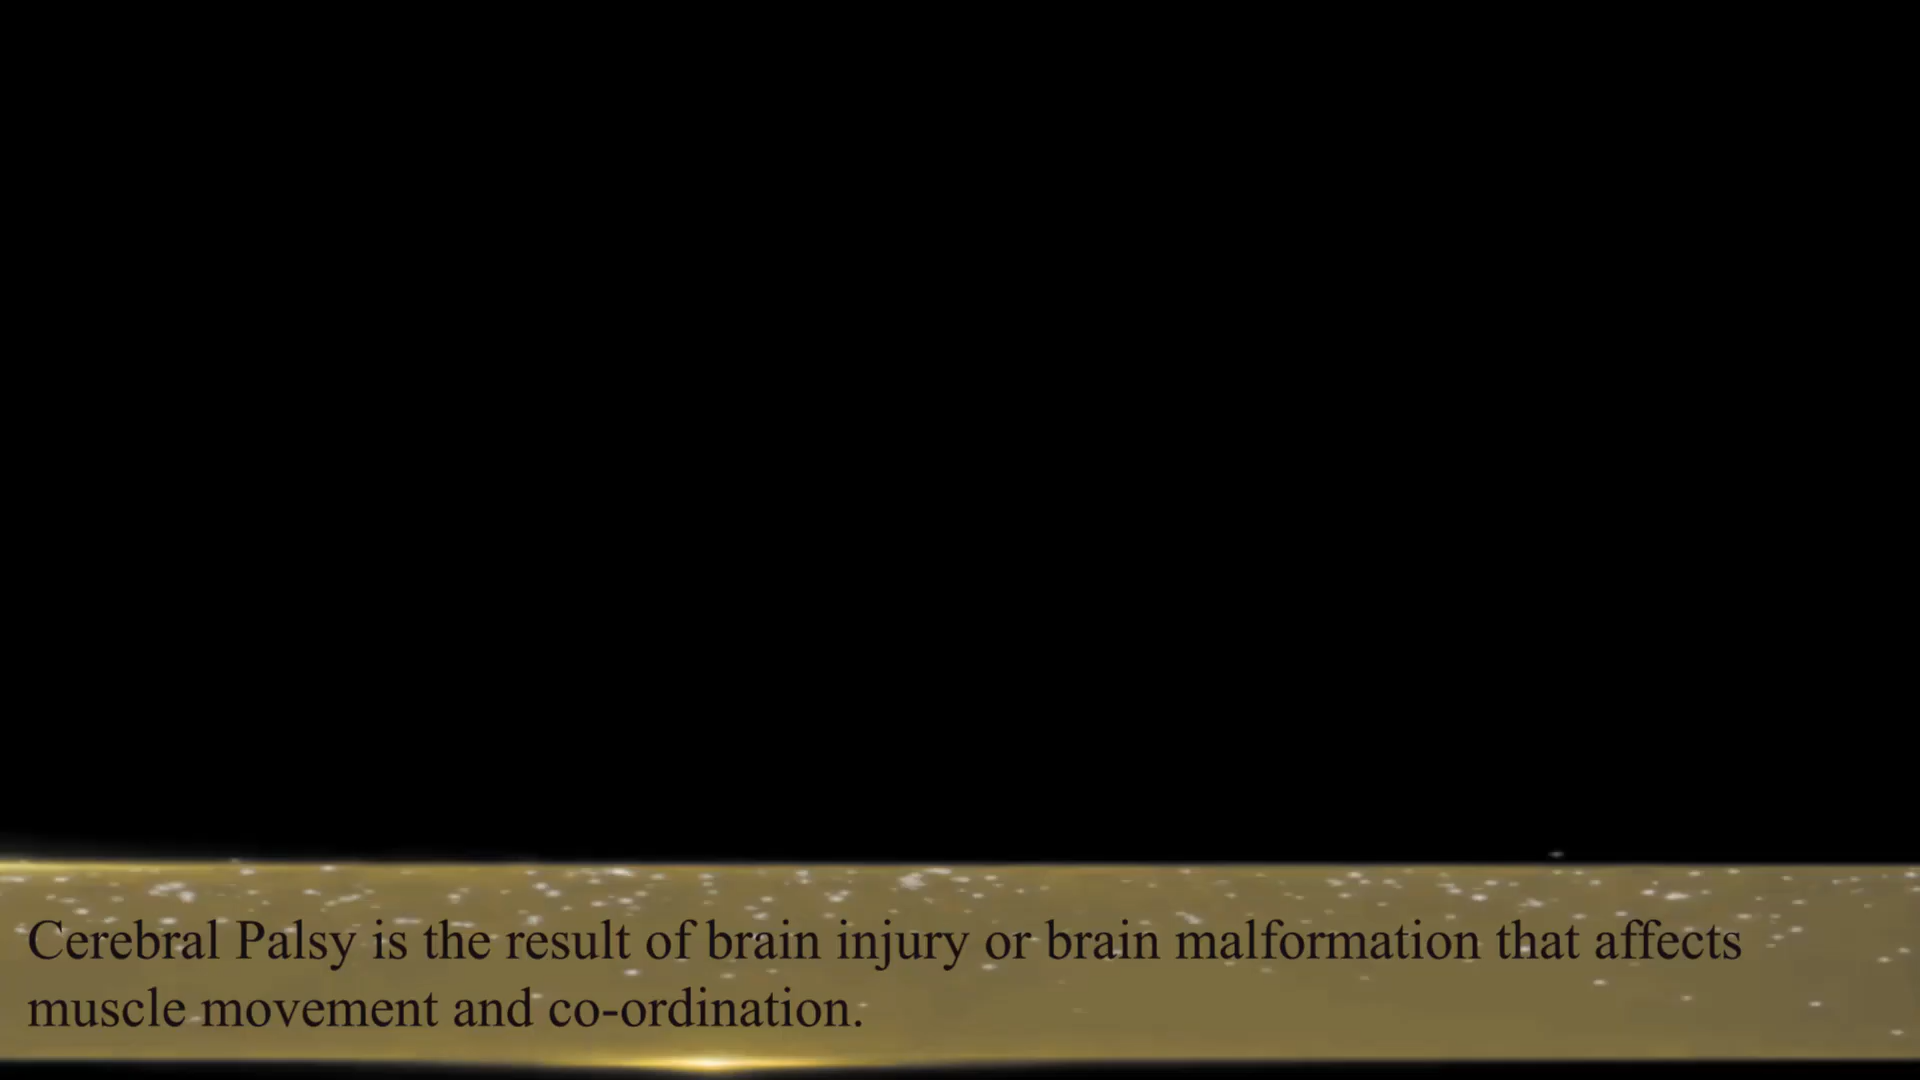 Cerebral Palsy is the result of brain injury or brain malformation that affects
muscle movement and co-ordination.